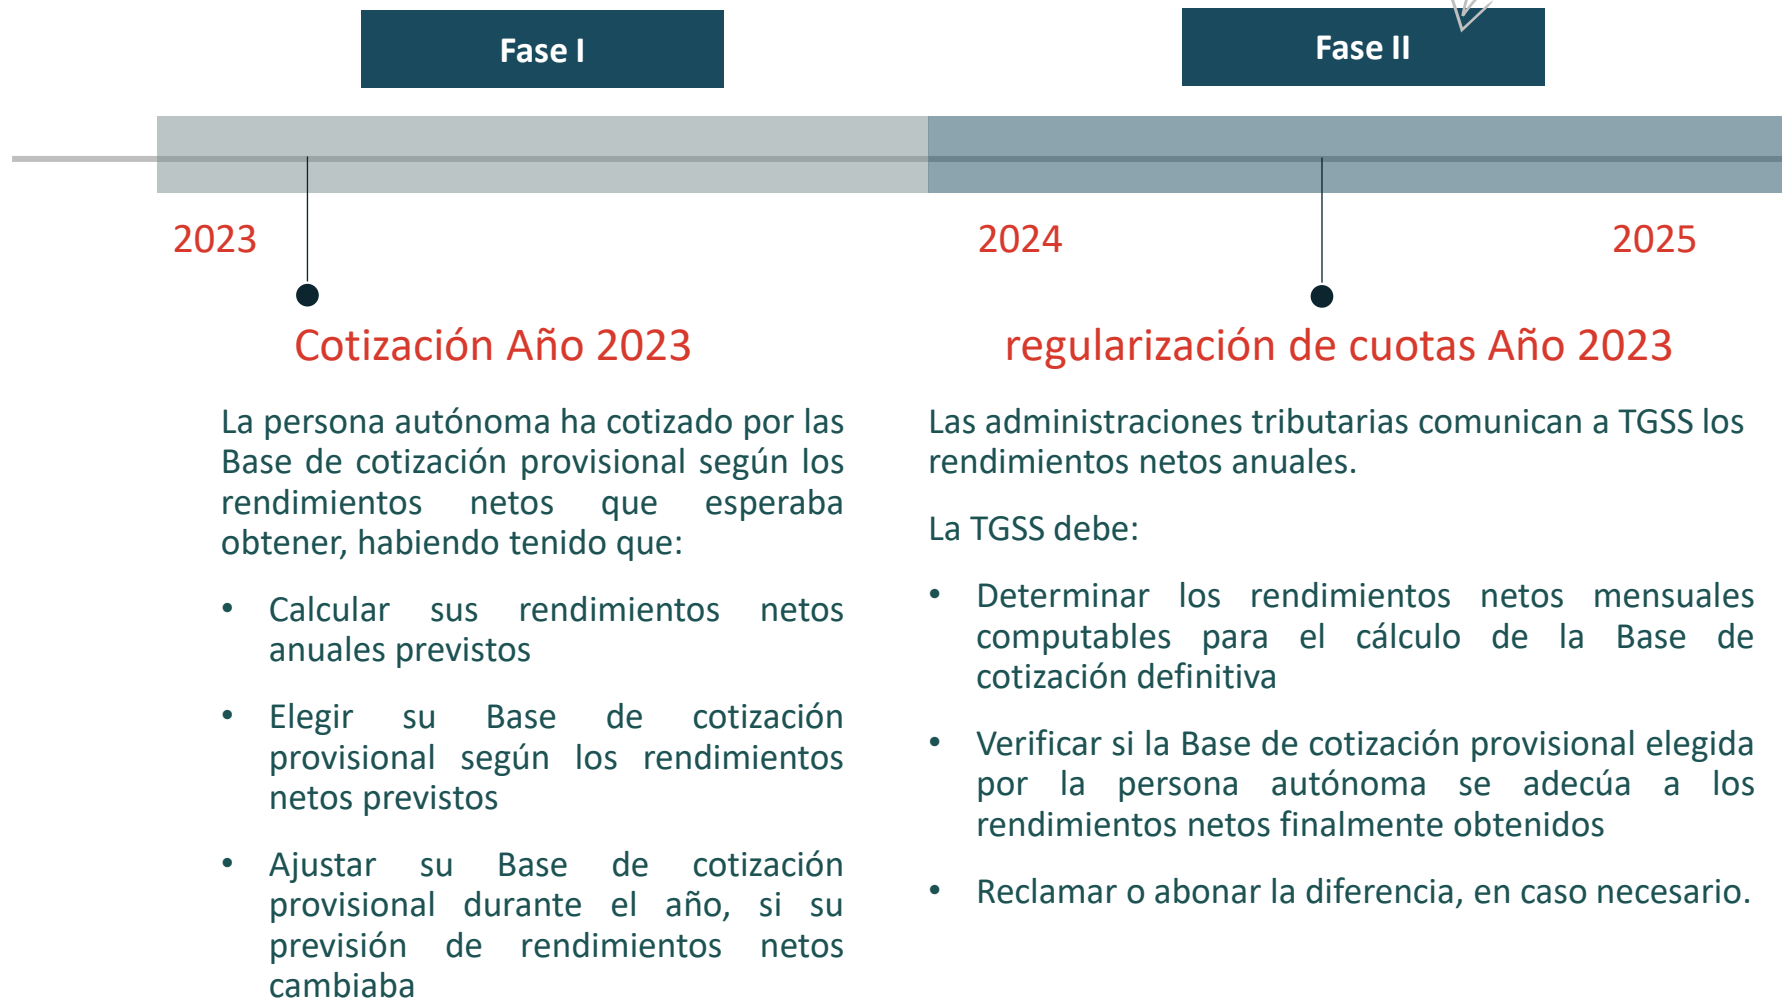 Fase I
Fase II
2023
2024
2025
Cotización Año 2023
La persona autónoma ha cotizado por las
Base de cotización provisional según los
rendimientos netos que esperaba
obtener, habiendo tenido que:
• Calcular sus rendimientos netos
anuales previstos
• Elegir su Base de cotización
provisional según los rendimientos
netos previstos
• Ajustar su Base de cotización
provisional durante el año, si su
previsión de rendimientos netos
cambiaba
regularización de cuotas Año 2023
Las administraciones tributarias comunican a TGSS los
rendimientos netos anuales.
La TGSS debe:
• Determinar los rendimientos netos mensuales
computables para el cálculo de la Base de
cotización definitiva
• Verificar si la Base de cotización provisional elegida
por la persona autónoma se adecúa a los
rendimientos netos finalmente obtenidos
• Reclamar o abonar la diferencia, en caso necesario.